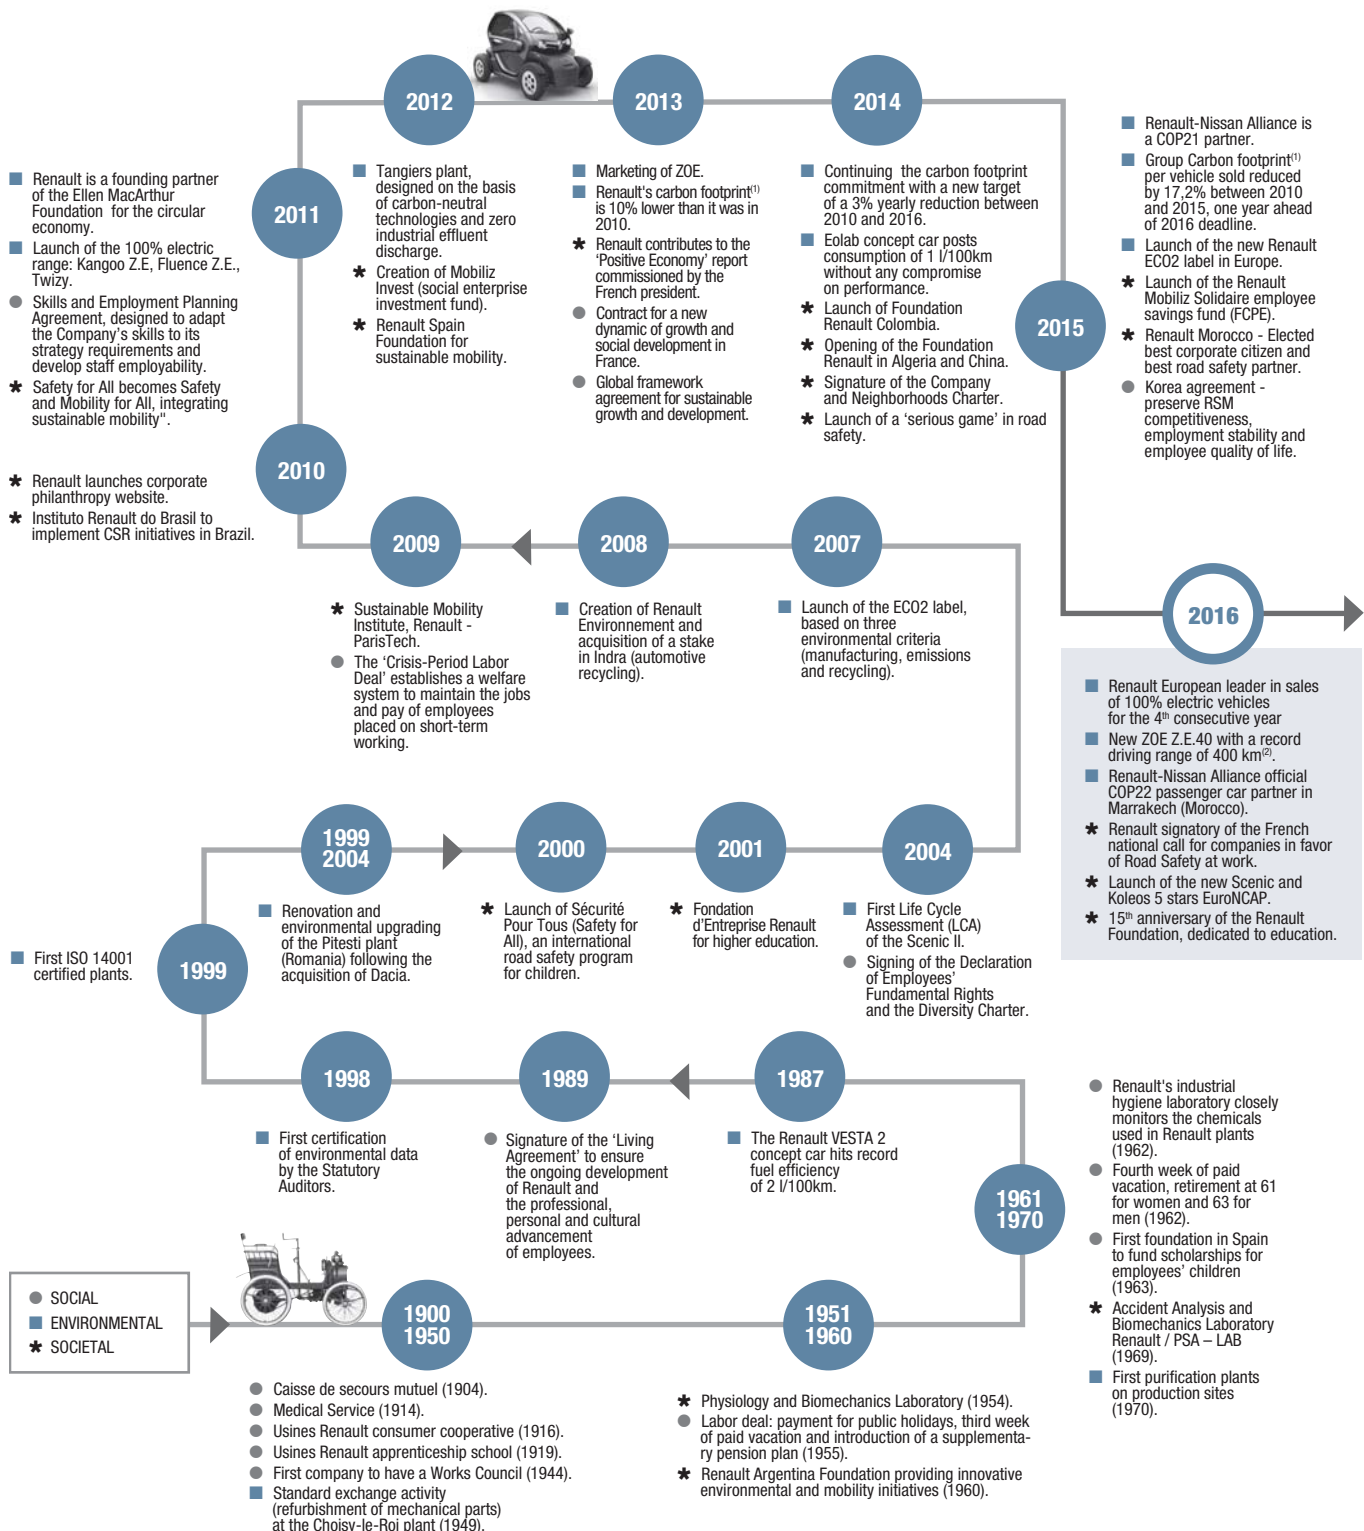 2012
2013
2014
Renault is a founding partner
of the Ellen MacArthur
Foundation for the circular
economy.
Launch of the 100% electric
range: Kangoo Z.E, Fluence Z.E.,
Twizy.
Skills and Employment Planning
Agreement, designed to adapt
the Company's skills to its
strategy requirements and
develop staff employability.
Safety for All becomes Safety
and Mobility for All, integrating
sustainable mobility".
2011
Tangiers plant,
designed on the basis
of carbon-neutral
technologies and zero
industrial effluent
discharge.
Creation of Mobiliz
Invest (social enterprise
investment fund).
Renault Spain
Foundation for
sustainable mobility.
Marketing of ZOE.
Renault's carbon footprint(1)
is 10% lower than it was in
2010.
Renault contributes to the
'Positive Economy' report
commissioned by the
French president.
Contract for a new
dynamic of growth and
social development in
France.
Global framework
agreement for sustainable
growth and development.
Continuing the carbon footprint
commitment with a new target
of a 3% yearly reduction between
2010 and 2016.
Eolab concept car posts
consumption of 1 l/100km
without any compromise
on performance.
Launch of Foundation
Renault Colombia.
Opening of the Foundation
Renault in Algeria and China.
Signature of the Company
and Neighborhoods Charter.
Launch of a 'serious game' in road
safety.
2015
Renault-Nissan Alliance is
a COP21 partner.
Group Carbon footprint(1)
per vehicle sold reduced
by 17,2% between 2010
and 2015, one year ahead
of 2016 deadline.
Launch of the new Renault
ECO2 label in Europe.
Launch of the Renault
Mobiliz Solidaire employee
savings fund (FCPE).
Renault Morocco - Elected
best corporate citizen and
best road safety partner.
Korea agreement -
preserve RSM
competitiveness,
employment stability and
employee quality of life.
Renault launches corporate
philanthropy website.
Instituto Renault do Brasil to
implement CSR initiatives in Brazil.
2010
2009
2008
2007
Sustainable Mobility
Institute, Renault -
ParisTech.
The 'Crisis-Period Labor
Deal' establishes a welfare
system to maintain the jobs
and pay of employees
placed on short-term
working.
Creation of Renault
Environnement and
acquisition of a stake
in Indra (automotive
recycling).
Launch of the ECO2 label,
based on three
environmental criteria
(manufacturing, emissions
and recycling).
2016
Renault European leader in sales
of 100% electric vehicles
for the 4th consecutive year
New ZOE Z.E.40 with a record
driving range of 400 km(2).
Renault-Nissan Alliance official
COP22 passenger car partner in
Marrakech (Morocco).
Renault signatory of the French
national call for companies in favor
of Road Safety at work.
Launch of the new Scenic and
Koleos 5 stars EuroNCAP.
15th anniversary of the Renault
Foundation, dedicated to education.
1999
2004
2000
2001
2004
First ISO 14001
certified plants.
1999
Renovation and
environmental upgrading
of the Pitesti plant
(Romania) following the
acquisition of Dacia.
Launch of Sécurité
Pour Tous (Safety for
All), an international
road safety program
for children.
Fondation
d'Entreprise Renault
for higher education.
First Life Cycle
Assessment (LCA)
of the Scenic II.
Signing of the Declaration
of Employees'
Fundamental Rights
and the Diversity Charter.
1998
1989
1987
First certification
of environmental data
by the Statutory
Auditors.
Signature of the 'Living
Agreement' to ensure
the ongoing development
of Renault and
the professional,
personal and cultural
advancement
of employees.
The Renault VESTA 2
concept car hits record
fuel efficiency
of 2 l/100km.
1961
1970
Renault's industrial
hygiene laboratory closely
monitors the chemicals
used in Renault plants
(1962).
Fourth week of paid
vacation, retirement at 61
for women and 63 for
men (1962).
First foundation in Spain
to fund scholarships for
employees' children
(1963).
Accident Analysis and
Biomechanics Laboratory
Renault / PSA – LAB
(1969).
First purification plants
on production sites
(1970).
SOCIAL
ENVIRONMENTAL
SOCIETAL
1900
1950
1951
1960
Caisse de secours mutuel (1904).
Medical Service (1914).
Usines Renault consumer cooperative (1916).
Usines Renault apprenticeship school (1919).
First company to have a Works Council (1944).
Standard exchange activity
(refurbishment of mechanical parts)
at the Choisy-le-Roi plant (1949).
Physiology and Biomechanics Laboratory (1954).
Labor deal: payment for public holidays, third week
of paid vacation and introduction of a supplementa-
ry pension plan (1955).
Renault Argentina Foundation providing innovative
environmental and mobility initiatives (1960).